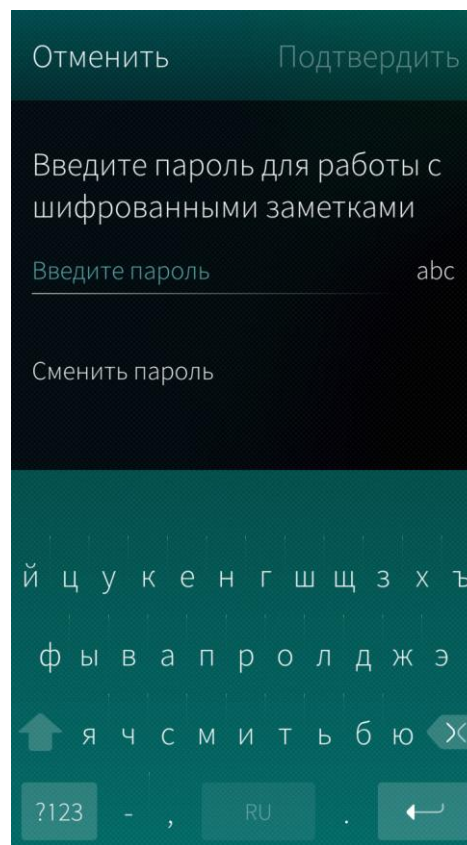 Отменить Подтвердить
Введите пароль для работы с
шифрованными заметками
Введите пароль abc
Сменить пароль
й ц у к е н г ш щ з х ъ
ф ы в а п р о л д ж э
я ч с м и т ь б ю
?123 - , RU .